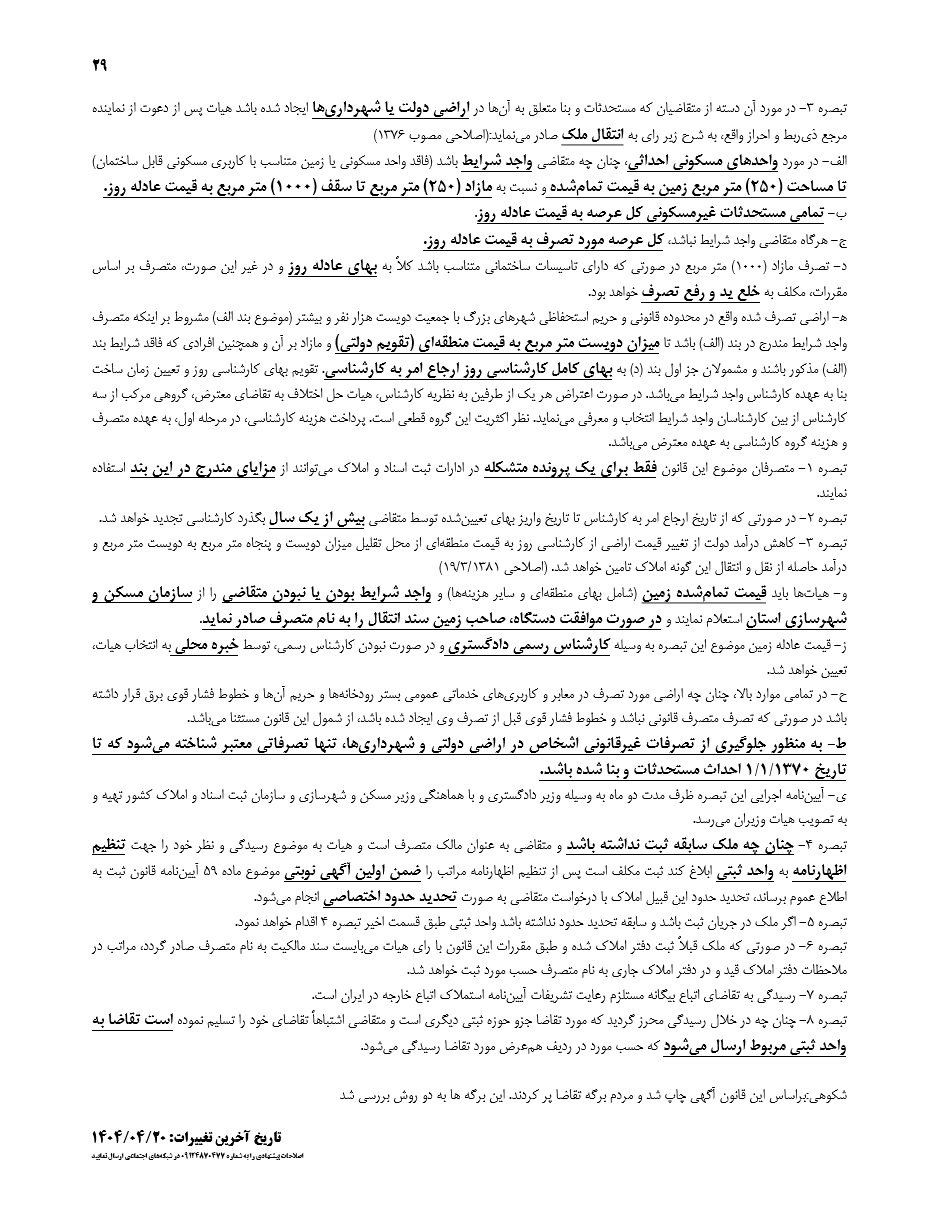 ۲۹
تبصره ۳- در مورد آن دسته از متقاضیان که مستحدثات و بنا متعلق به آن‌ها در اراضی دولت یا شهرداری‌ها ایجاد شده باشد هیات پس از دعوت از نماینده
مرجع ذی‌ربط و احراز واقع، به شرح زیر رای به انتقال ملک صادر می‌نماید:(اصلاحی مصوب ۱۳۷۶)
الف- در مورد واحدهای مسکونی احداثی، چنان چه متقاضی واجد شرایط باشد (فاقد واحد مسکونی یا زمین متناسب با کاربری مسکونی قابل ساختمان)
تا مساحت (۲۵۰) متر مربع زمین به قیمت تمام‌شده و نسبت به مازاد (۲۵۰) متر مربع تا سقف (۱۰۰۰) متر مربع به قیمت عادله روز.
ب- تمامی مستحدثات غیرمسکونی کل عرصه به قیمت عادله روز.
ج- هرگاه متقاضی واجد شرایط نباشد، کل عرصه مورد تصرف به قیمت عادله روز.
د- تصرف مازاد (۱۰۰۰) متر مربع در صورتی که دارای تاسیسات ساختمانی متناسب باشد کلاً به بهای عادله روز و در غیر این صورت، متصرف بر اساس
مقررات، مکلف به خلع ید و رفع تصرف خواهد بود.
ه- اراضی تصرف شده واقع در محدوده قانونی و حریم استحفاظی شهرهای بزرگ با جمعیت دویست هزار نفر و بیشتر (موضوع بند الف) مشروط بر اینکه متصرف
واجد شرایط مندرج در بند (الف) باشد تا میزان دویست متر مربع به قیمت منطقه‌ای (تقویم دولتی) و مازاد بر آن و همچنین افرادی که فاقد شرایط بند
(الف) مذکور باشند و مشمولان جز اول بند (د) به بهای کامل کارشناسی روز ارجاع امر به کارشناسی. تقویم بهای کارشناسی روز و تعیین زمان ساخت
بنا به عهده کارشناس واجد شرایط می‌باشد. در صورت اعتراض هر یک از طرفین به نظریه کارشناس، هیات حل اختلاف به تقاضای معترض، گروهی مرکب از سه
کارشناس از بین کارشناسان واجد شرایط انتخاب و معرفی می‌نماید. نظر اکثریت این گروه قطعی است. پرداخت هزینه کارشناسی، در مرحله اول، به عهده متصرف
و هزینه گروه کارشناسی به عهده معترض می‌باشد.
تبصره ۱- متصرفان موضوع این قانون فقط برای یک پرونده متشکله در ادارات ثبت اسناد و املاک می‌توانند از مزایای مندرج در این بند استفاده
نمایند.
تبصره ۲- در صورتی که از تاریخ ارجاع امر به کارشناس تا تاریخ واریز بهای تعیین‌شده توسط متقاضی بیش از یک سال بگذرد کارشناسی تجدید خواهد شد.
تبصره ۳- کاهش درآمد دولت از تغییر قیمت اراضی از کارشناسی روز به قیمت منطقه‌ای از محل تقلیل میزان دویست و پنجاه متر مربع به دویست متر مربع و
درآمد حاصله از نقل و انتقال این گونه املاک تامین خواهد شد. (اصلاحی ۱۹/۳/۱۳۸۱)
و- هیات‌ها باید قیمت تمام‌شده زمین (شامل بهای منطقه‌ای و سایر هزینه‌ها) و واجد شرایط بودن یا نبودن متقاضی را از سازمان مسکن و
شهرسازی استان استعلام نمایند و در صورت موافقت دستگاه، صاحب زمین سند انتقال را به نام متصرف صادر نماید.
ز- قیمت عادله زمین موضوع این تبصره به وسیله کارشناس رسمی دادگستری و در صورت نبودن کارشناس رسمی، توسط خبره محلی به انتخاب هیات،
تعیین خواهد شد.
ح- در تمامی موارد بالا، چنان چه اراضی مورد تصرف در معابر و کاربری‌های خدماتی عمومی بستر رودخانه‌ها و حریم آن‌ها و خطوط فشار قوی برق قرار داشته
باشد در صورتی که تصرف متصرف قانونی نباشد و خطوط فشار قوی قبل از تصرف وی ایجاد شده باشد، از شمول این قانون مستثنا می‌باشد.
ط- به منظور جلوگیری از تصرفات غیرقانونی اشخاص در اراضی دولتی و شهرداری‌ها، تنها تصرفاتی معتبر شناخته می‌شود که تا
تاریخ ۱/۱/۱۳۷۰ احداث مستحدثات و بنا شده باشد.
ی- آیین‌نامه اجرایی این تبصره ظرف مدت دو ماه به وسیله وزیر دادگستری و با هماهنگی وزیر مسکن و شهرسازی و سازمان ثبت اسناد و املاک کشور تهیه و
به تصویب هیات وزیران می‌رسد.
تبصره ۴- چنان چه ملک سابقه ثبت نداشته باشد و متقاضی به عنوان مالک متصرف است و هیات به موضوع رسیدگی و نظر خود را جهت تنظیم
اظهارنامه به واحد ثبتی ابلاغ کند ثبت مکلف است پس از تنظیم اظهارنامه مراتب را ضمن اولین آگهی نوبتی موضوع ماده ۵۹ آیین‌نامه قانون ثبت به
اطلاع عموم برساند، تحدید حدود این قبیل املاک با درخواست متقاضی به صورت تحدید حدود اختصاصی انجام می‌شود.
تبصره ۵- اگر ملک در جریان ثبت باشد و سابقه تحدید حدود نداشته باشد واحد ثبتی طبق قسمت اخیر تبصره ۴ اقدام خواهد نمود.
تبصره ۶- در صورتی که ملک قبلاً ثبت دفتر املاک شده و طبق مقررات این قانون با رای هیات می‌بایست سند مالکیت به نام متصرف صادر گردد، مراتب در
ملاحظات دفتر املاک قید و در دفتر املاک جاری به نام متصرف حسب مورد ثبت خواهد شد.
تبصره ۷- رسیدگی به تقاضای اتباع بیگانه مستلزم رعایت تشریفات آیین‌نامه استملاک اتباع خارجه در ایران است.
تبصره ۸- چنان چه در خلال رسیدگی محرز گردید که مورد تقاضا جزو حوزه ثبتی دیگری است و متقاضی اشتباهاً تقاضای خود را تسلیم نموده است تقاضا به
واحد ثبتی مربوط ارسال می‌شود که حسب مورد در ردیف هم‌عرض مورد تقاضا رسیدگی می‌شود.
شکوهی:براساس این قانون آگهی چاپ شد و مردم برگه تقاضا پر کردند. این برگه ها به دو روش بررسی شد
تاریخ آخرین تغییرات: ۱۴۰۴/۰۴/۲۰
اصلاحات پیشنهادی را به شماره ۰۹۱۲۴۸۷۰۴۷۷ در شبکه‌های اجتماعی ارسال نمایید